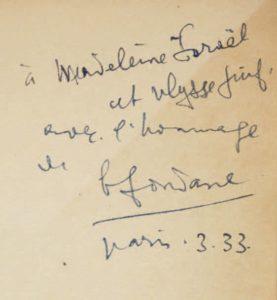 à Madeleine Israël
et Ulysse Juif,
avec l'hommage
de
B Fondane
Paris . 3.33.